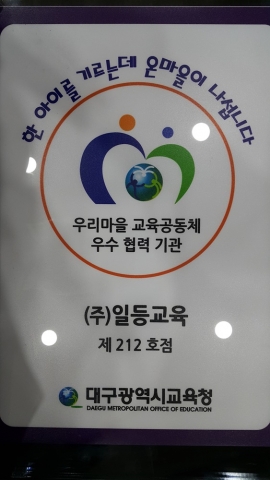 한 아이를 기르는데 온마을이 나섭니다
우리마을 교육공동체
우수 협력 기관
(주)일등교육
제 212 호점
대구광역시교육청
DAEGU METROPOLITAN OFFICE OF EDUCATION